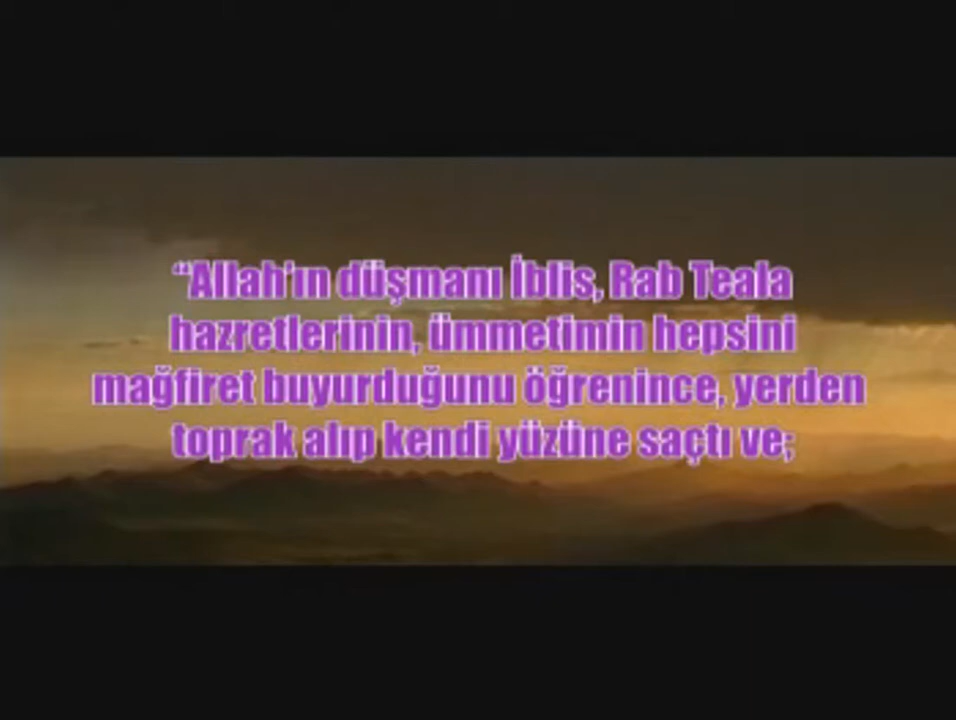 “Allah’ın düşmanı İblis, Rab Teala
hazretlerinin, ümmetimin hepsini
mağfiret buyurduğunu öğrenince, yerden
toprak alıp kendi yüzüne saçtı ve;